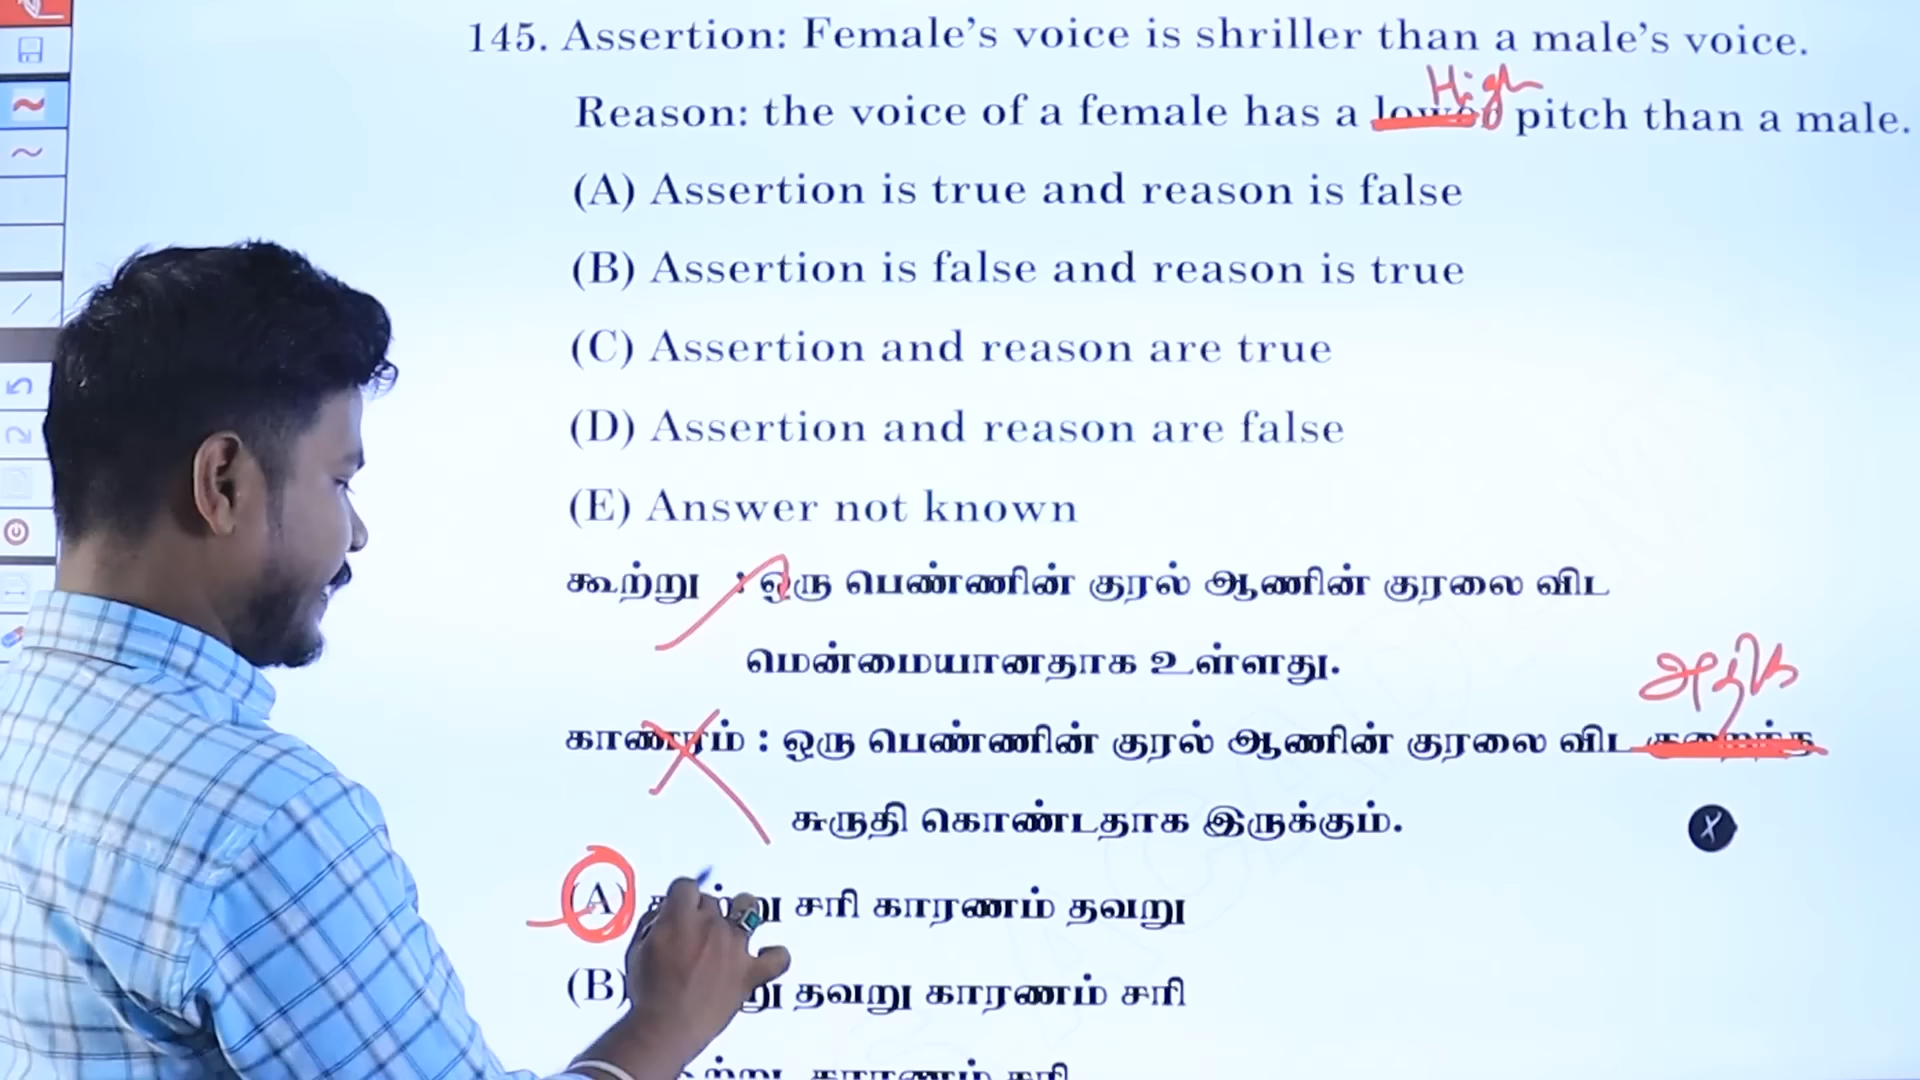 145. Assertion: Female's voice is shriller than a male's voice.
High
Reason: the voice of a female has a lower pitch than a male.
(A) Assertion is true and reason is false
(B) Assertion is false and reason is true
(C) Assertion and reason are true
(D) Assertion and reason are false
(E) Answer not known
கூற்று : ஒரு பெண்ணின் குரல் ஆணின் குரலை விட
மென்மையானதாக உள்ளது.
அதிக
காரணம் : ஒரு பெண்ணின் குரல் ஆணின் குரலை விட குறைந்த
சுருதி கொண்டதாக இருக்கும்.
(A) சரி காரணம் தவறு
(B) தவறு காரணம் சரி
காரணம் சரி